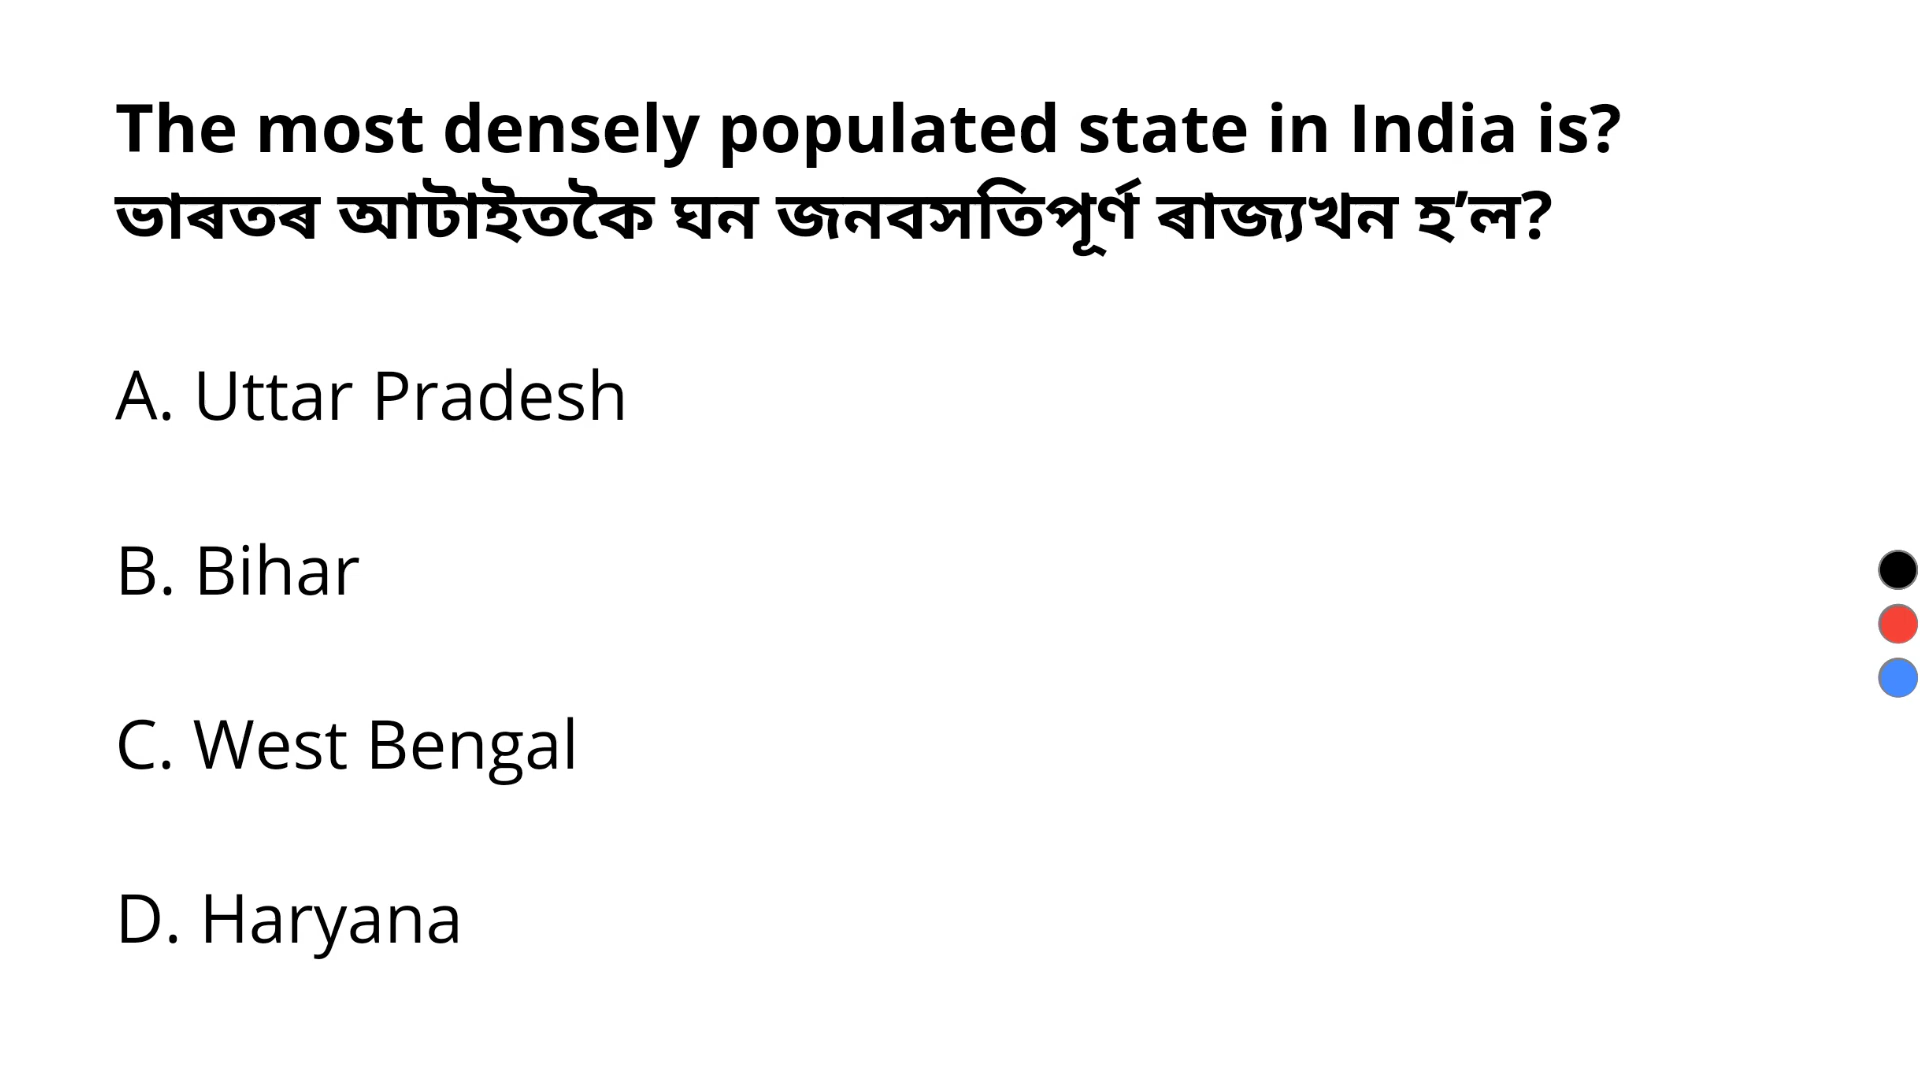 The most densely populated state in India is?
ভাৰতৰ আটাইতকৈ ঘন জনবসতিপূৰ্ণ ৰাজ্যখন হ’ল?
A. Uttar Pradesh
B. Bihar
C. West Bengal
D. Haryana